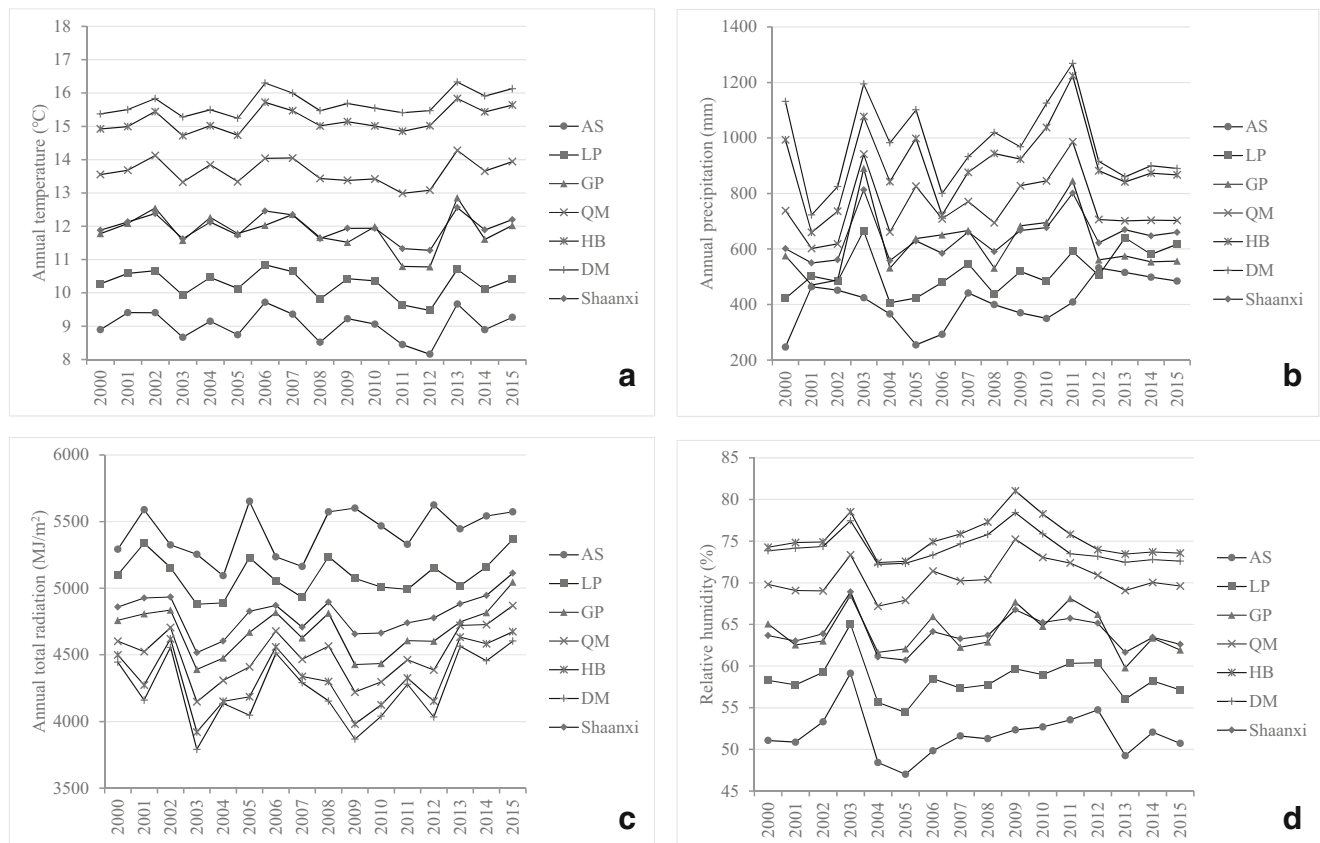 18
17
16
15
14
13
12
11
10
9
8
Annual temperature (°C)
2000 2001 2002 2003 2004 2005 2006 2007 2008 2009 2010 2011 2012 2013 2014 2015
AS
LP
GP
QM
HB
DM
Shaanxi
a
1400
1200
1000
800
600
400
200
Annual precipitation (mm)
2000 2001 2002 2003 2004 2005 2006 2007 2008 2009 2010 2011 2012 2013 2014 2015
AS
LP
GP
QM
HB
DM
Shaanxi
b
6000
5500
5000
4500
4000
3500
Annual total radiation (MJ/m²)
2000 2001 2002 2003 2004 2005 2006 2007 2008 2009 2010 2011 2012 2013 2014 2015
AS
LP
GP
QM
HB
DM
Shaanxi
c
85
80
75
70
65
60
55
50
45
Relative humidity (%)
2000 2001 2002 2003 2004 2005 2006 2007 2008 2009 2010 2011 2012 2013 2014 2015
AS
LP
GP
QM
HB
DM
Shaanxi
d